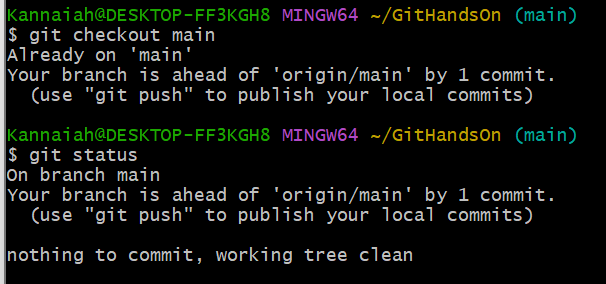 Kannaiah@DESKTOP-FF3KGH8 MINGW64 ~/GitHandsOn (main)
$ git checkout main
Already on 'main'
Your branch is ahead of 'origin/main' by 1 commit.
  (use "git push" to publish your local commits)

Kannaiah@DESKTOP-FF3KGH8 MINGW64 ~/GitHandsOn (main)
$ git status
On branch main
Your branch is ahead of 'origin/main' by 1 commit.
  (use "git push" to publish your local commits)

nothing to commit, working tree clean